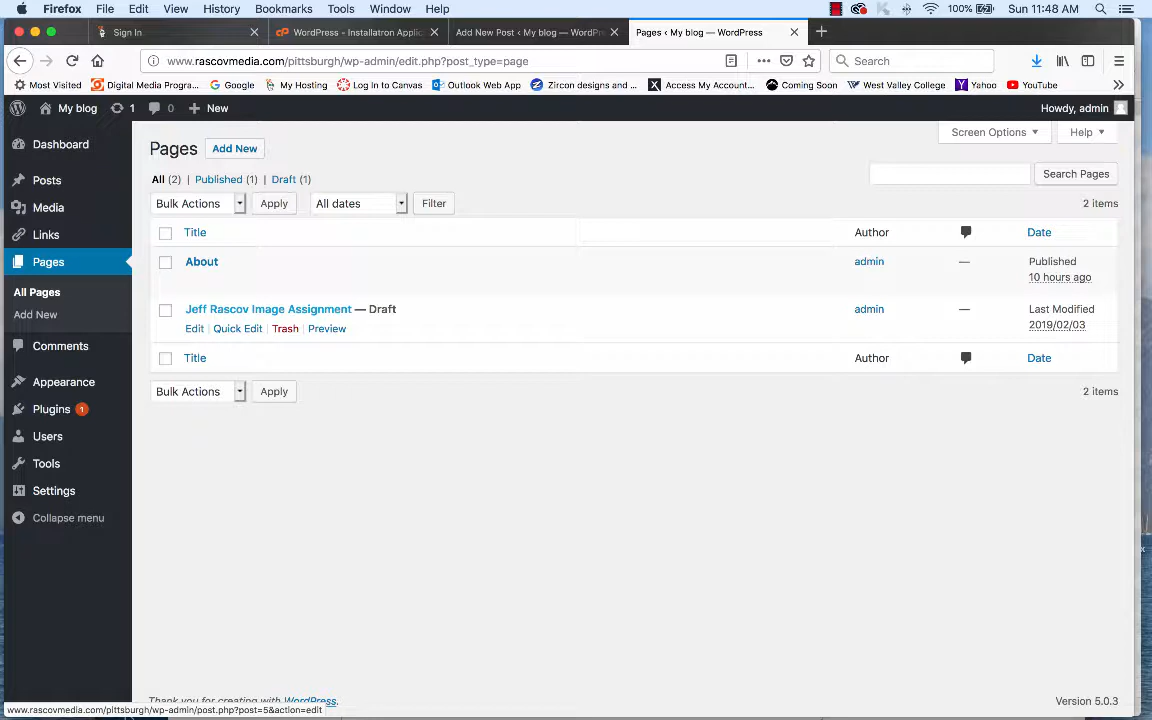 Firefox File Edit View History Bookmarks Tools Window Help 100% Sun 11:48 AM
Sign In WordPress - Installatron Applic Add New Post ‹ My blog — WordPr Pages ‹ My blog — WordPress
www.rascovmedia.com/pittsburgh/wp-admin/edit.php?post_type=page Search
Most Visited Digital Media Progra... Google My Hosting Log In to Canvas Outlook Web App Zircon designs and ... Access My Account... Coming Soon West Valley College Yahoo YouTube
My blog 1 0 New Howdy, admin
Screen Options Help
Dashboard
Posts
Media
Links
Pages
All Pages
Add New
Comments
Appearance
Plugins 1
Users
Tools
Settings
Collapse menu
Pages Add New
All (2) | Published (1) | Draft (1)
Search Pages
Bulk Actions Apply All dates Filter 2 items
Title Author Date
About admin — Published
10 hours ago
Jeff Rascov Image Assignment — Draft admin — Last Modified
Edit | Quick Edit | Trash | Preview 2019/02/03
Title Author Date
Bulk Actions Apply 2 items
Thank you for creating with WordPress. Version 5.0.3
www.rascovmedia.com/pittsburgh/wp-admin/post.php?post=5&action=edit